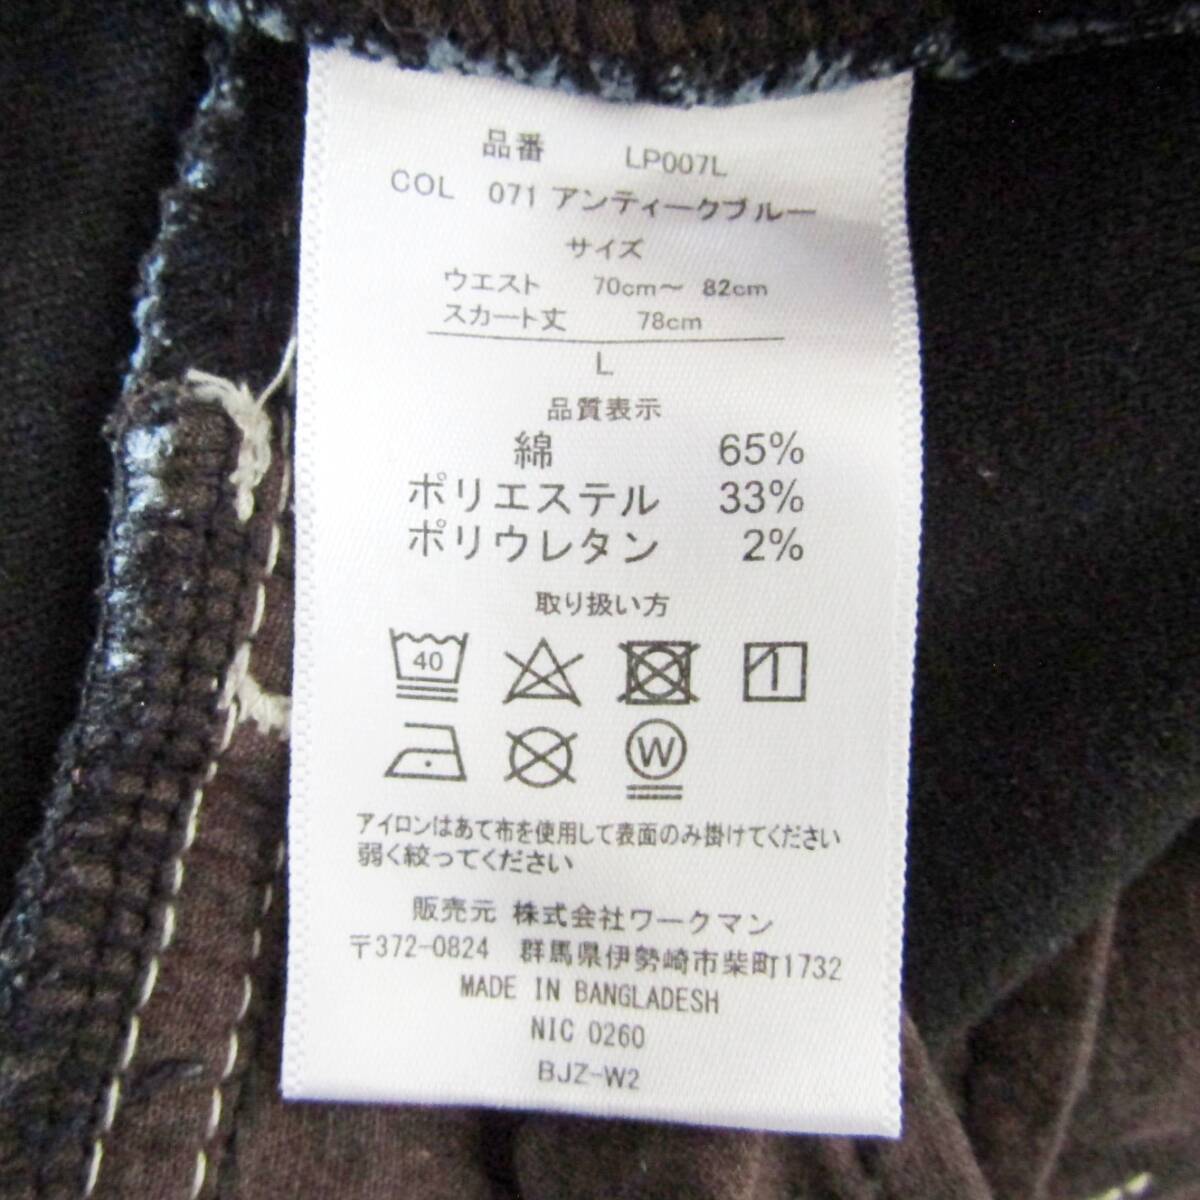 品番 LP007L
COL 071 アンティークブルー
サイズ
ウエスト 70cm～ 82cm
スカート丈 78cm
L
品質表示
綿 65%
ポリエステル 33%
ポリウレタン 2%
取り扱い方
40
W
アイロンはあて布を使用して表面のみ掛けてください
弱く絞ってください
販売元 株式会社ワークマン
〒372-0824 群馬県伊勢崎市柴町1732
MADE IN BANGLADESH
NIC 0260
BJZ-W2